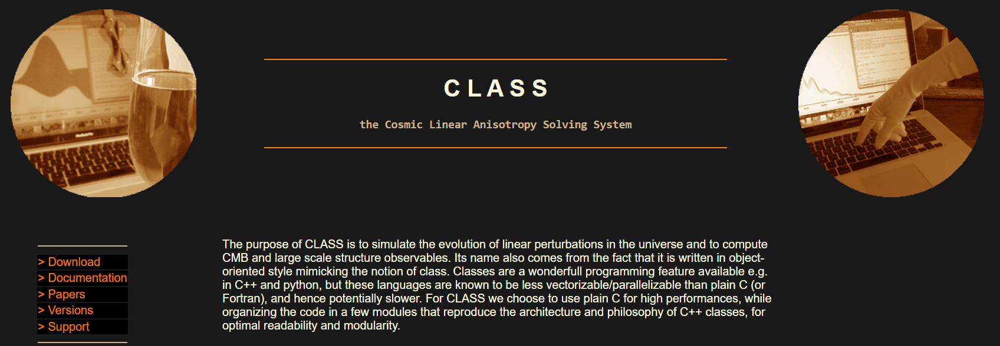 CLASS
the Cosmic Linear Anisotropy Solving System
> Download
> Documentation
> Papers
> Versions
> Support
The purpose of CLASS is to simulate the evolution of linear perturbations in the universe and to compute
CMB and large scale structure observables. Its name also comes from the fact that it is written in object-
oriented style mimicking the notion of class. Classes are a wonderfull programming feature available e.g.
in C++ and python, but these languages are known to be less vectorizable/parallelizable than plain C (or
Fortran), and hence potentially slower. For CLASS we choose to use plain C for high performances, while
organizing the code in a few modules that reproduce the architecture and philosophy of C++ classes, for
optimal readability and modularity.